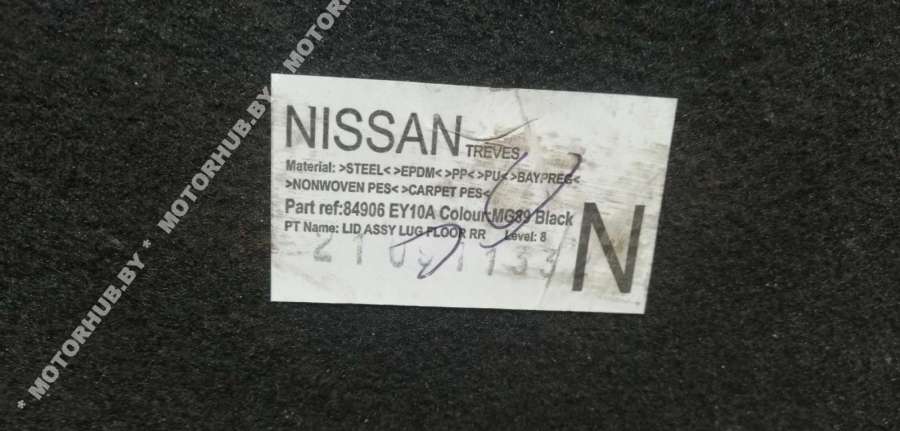 * MOTORHUB.BY * MOTORHUB.BY * MOTORHUB
NISSAN
TREVES
Material: >STEEL< >EPDM< >PP< >PU< >BAYPREG<
>NONWOVEN PES< >CARPET PES<
Part ref:84906 EY10A Colour:MG89 Black
PT Name: LID ASSY LUG FLOOR RR Level: 8
N